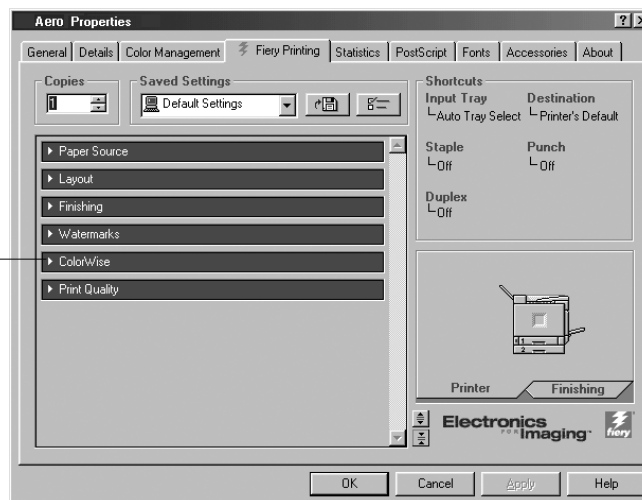 Aero Properties
General Details Color Management Fiery Printing Statistics PostScript Fonts Accessories About
Copies
1
Saved Settings
Default Settings
Paper Source
Layout
Finishing
Watermarks
ColorWise
Print Quality
Shortcuts
Input Tray Destination
Auto Tray Select Printer's Default
Staple Punch
Off Off
Duplex
Off
1
2
Printer Finishing
Electronics
FOR Imaging
fiery
OK Cancel Apply Help